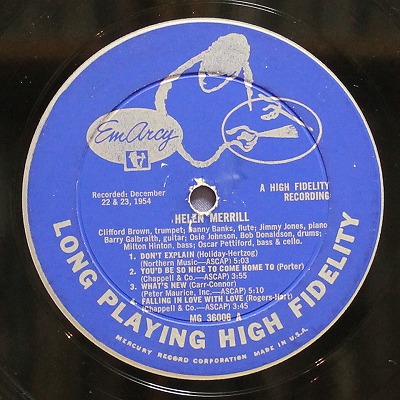 EmArcy
Recorded: December
22 & 23, 1954
A HIGH FIDELITY
RECORDING
HELEN MERRILL
Clifford Brown, trumpet; Danny Banks, flute; Jimmy Jones, piano
Barry Galbraith, guitar; Osie Johnson, Bob Donaldson, drums;
Milton Hinton, bass; Oscar Pettiford, bass & cello.
1. DON'T EXPLAIN (Holiday-Hertzog)
(Northern Music—ASCAP) 5:10
2. YOU'D BE SO NICE TO COME HOME TO (Porter)
(Chappell & Co.—ASCAP) 4:15
3. WHAT'S NEW (Carr-Connor)
(Peter Maurice, Inc.—ASCAP) 5:10
4. FALLING IN LOVE WITH LOVE (Rogers-Hart)
(Chappell & Co.—ASCAP) 3:45
MG 36006 A
LONG PLAYING HIGH FIDELITY
MERCURY RECORD CORPORATION MADE IN U.S.A.